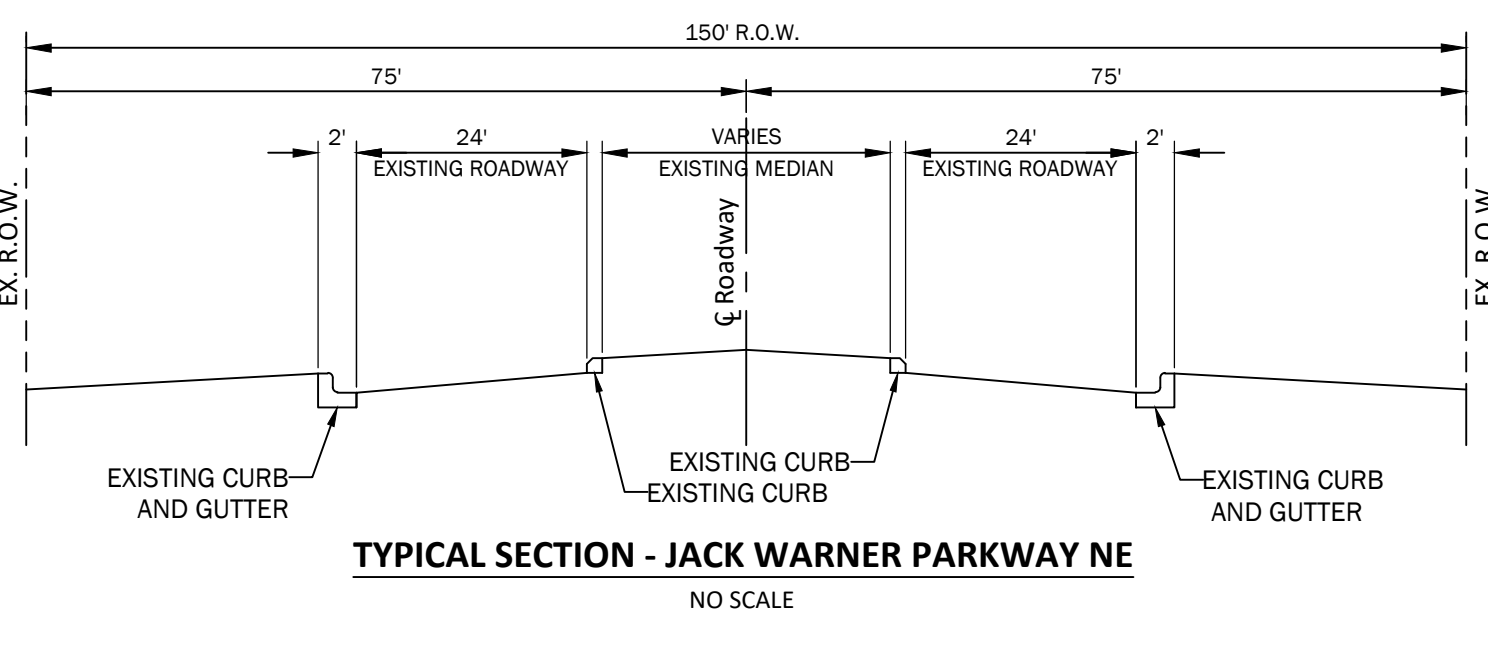 150' R.O.W.
75'
75'
2'
24'
VARIES
24'
2'
EXISTING ROADWAY
EXISTING MEDIAN
EXISTING ROADWAY
EX. R.O.W.
℄ Roadway
EX. R.O.W.
EXISTING CURB
AND GUTTER
EXISTING CURB
EXISTING CURB
EXISTING CURB
AND GUTTER
TYPICAL SECTION - JACK WARNER PARKWAY NE
NO SCALE